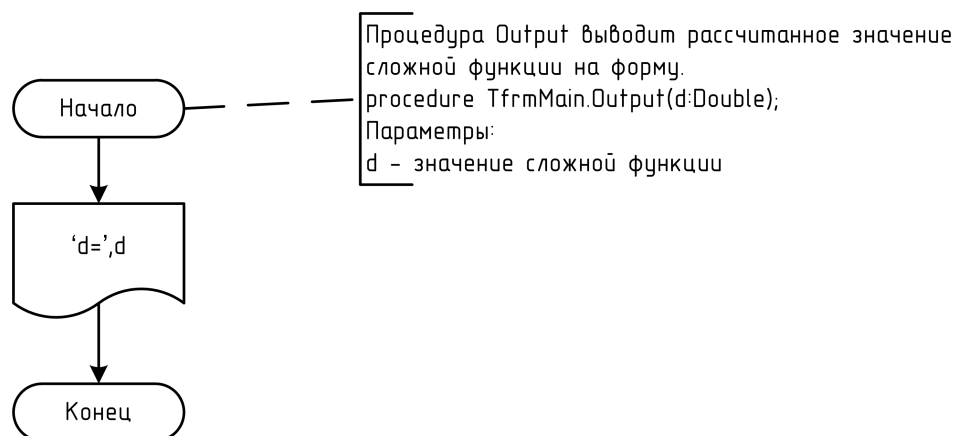 Процедура Output выводит рассчитанное значение
сложной функции на форму.
procedure TfrmMain.Output(d:Double);
Параметры:
d – значение сложной функции
Начало
‘d=’,d
Конец